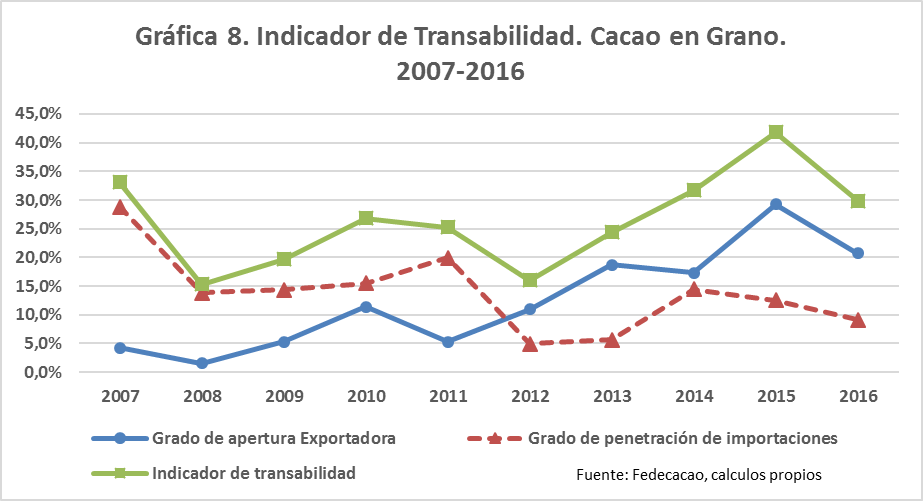 Gráfica 8. Indicador de Transabilidad. Cacao en Grano.
2007-2016
45,0%
40,0%
35,0%
30,0%
25,0%
20,0%
15,0%
10,0%
5,0%
0,0%
2007 2008 2009 2010 2011 2012 2013 2014 2015 2016
Grado de apertura Exportadora Grado de penetración de importaciones
Indicador de transabilidad Fuente: Fedecacao, calculos propios